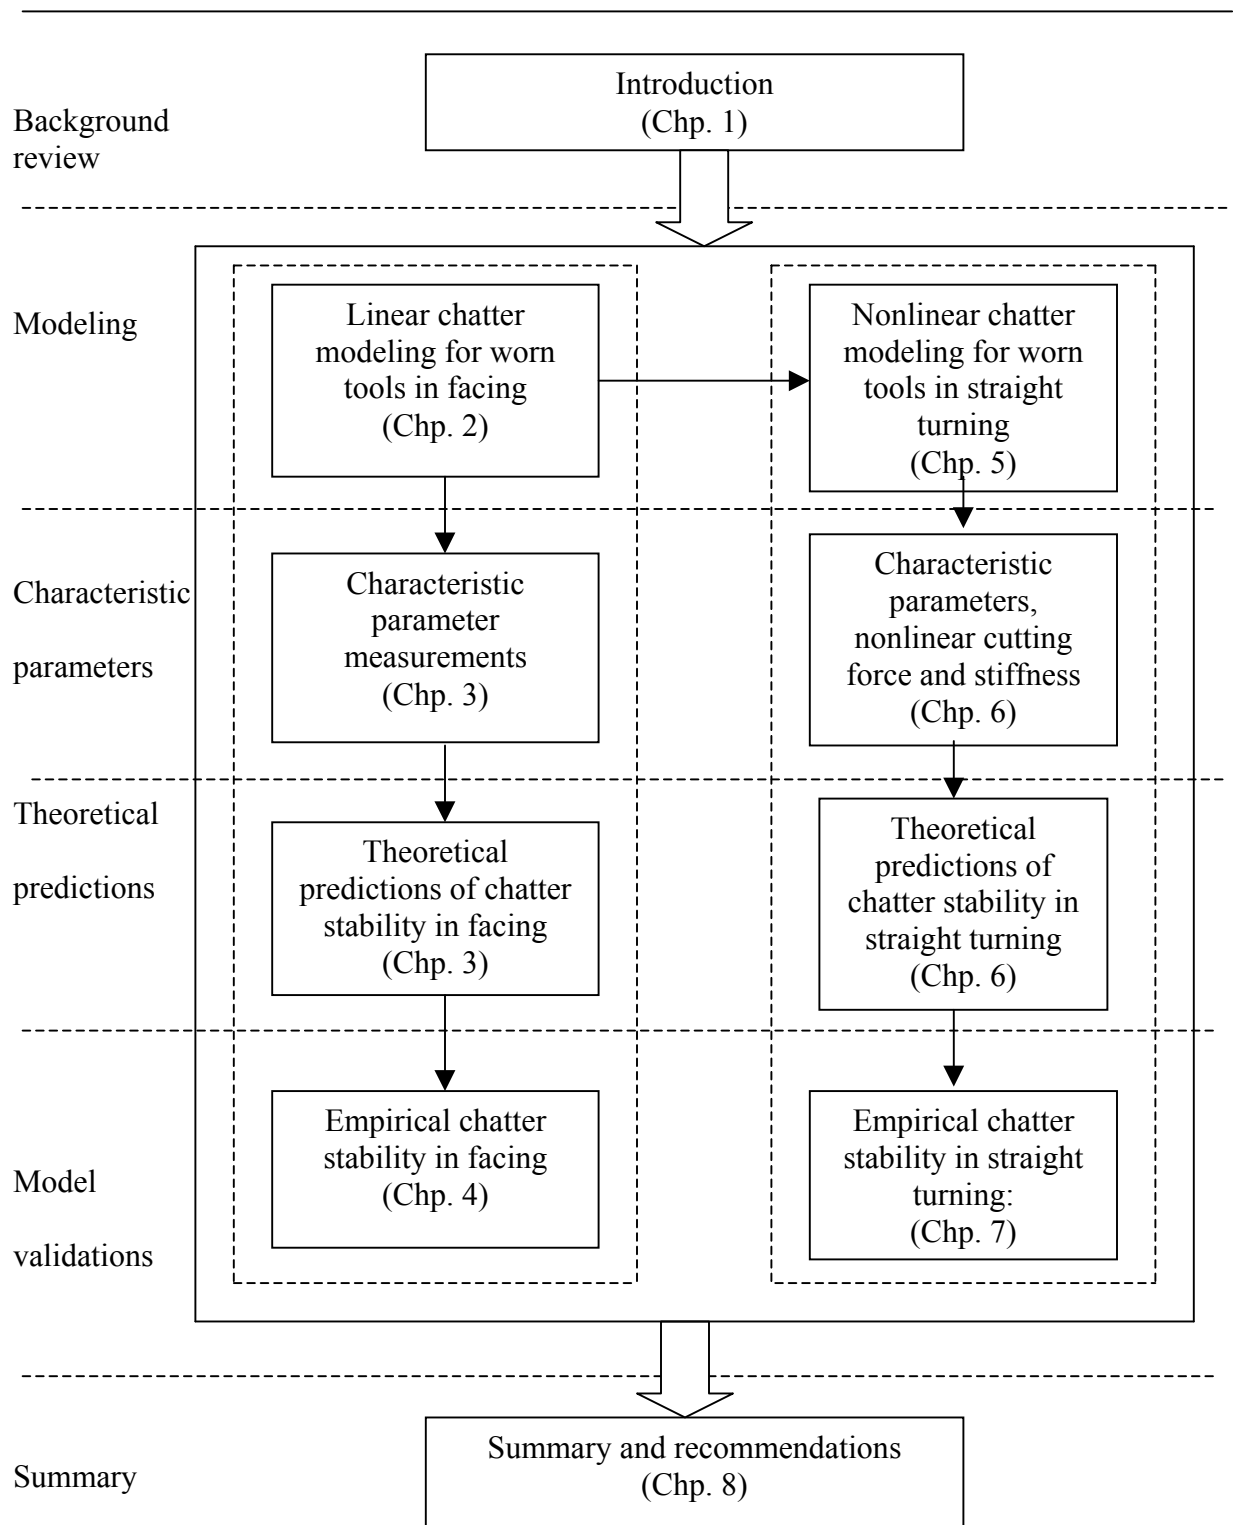 Introduction
(Chp. 1)
Background
review
Modeling
Linear chatter
modeling for worn
tools in facing
(Chp. 2)
Nonlinear chatter
modeling for worn
tools in straight
turning
(Chp. 5)
Characteristic
parameters
Characteristic
parameter
measurements
(Chp. 3)
Characteristic
parameters,
nonlinear cutting
force and stiffness
(Chp. 6)
Theoretical
predictions
Theoretical
predictions of chatter
stability in facing
(Chp. 3)
Theoretical
predictions of
chatter stability in
straight turning
(Chp. 6)
Model
validations
Empirical chatter
stability in facing
(Chp. 4)
Empirical chatter
stability in straight
turning:
(Chp. 7)
Summary
Summary and recommendations
(Chp. 8)